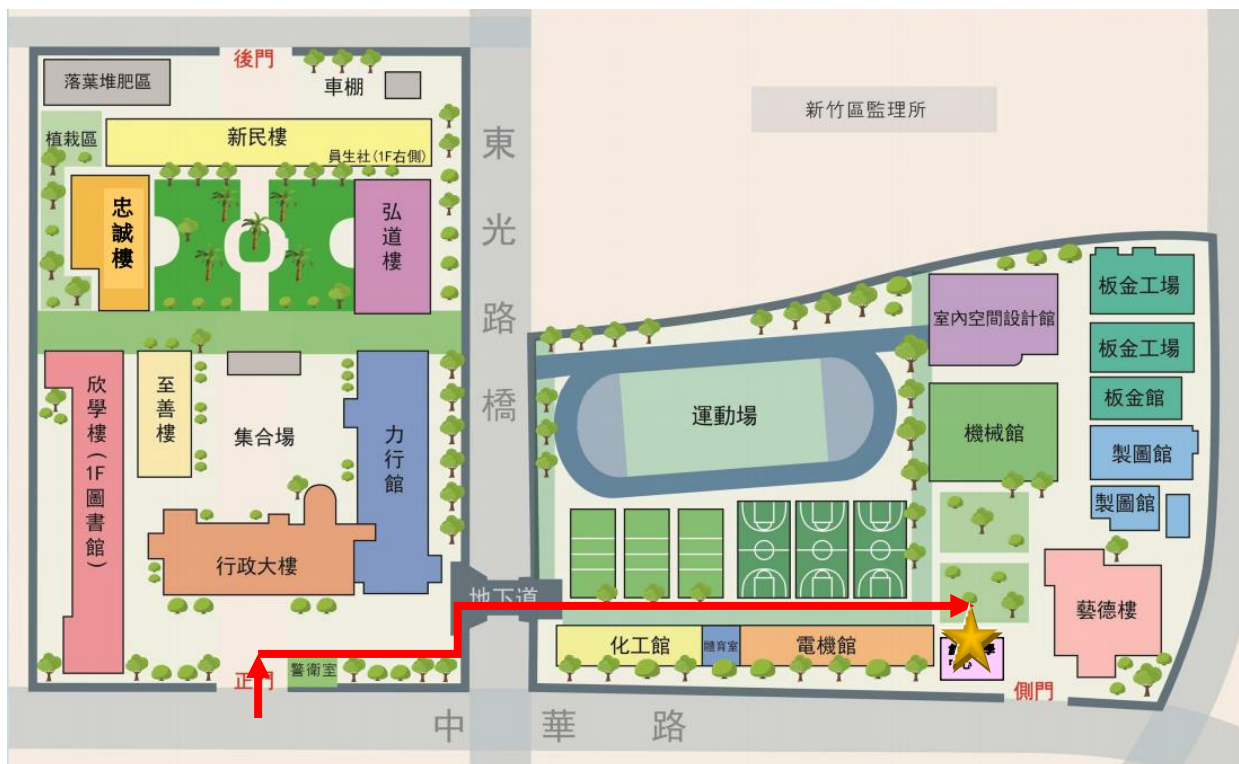 後門
落葉堆肥區
車棚
新竹區監理所
植栽區
新民樓
員生社(1F右側)
東光路橋
忠誠樓
弘道樓
板金工場
室內空間設計館
板金工場
欣學樓(1F圖書館)
至善樓
板金館
運動場
機械館
集合場
力行館
製圖館
製圖館
行政大樓
地下道
藝德樓
化工館
體育室
電機館
警衛室
正門
側門
中華路